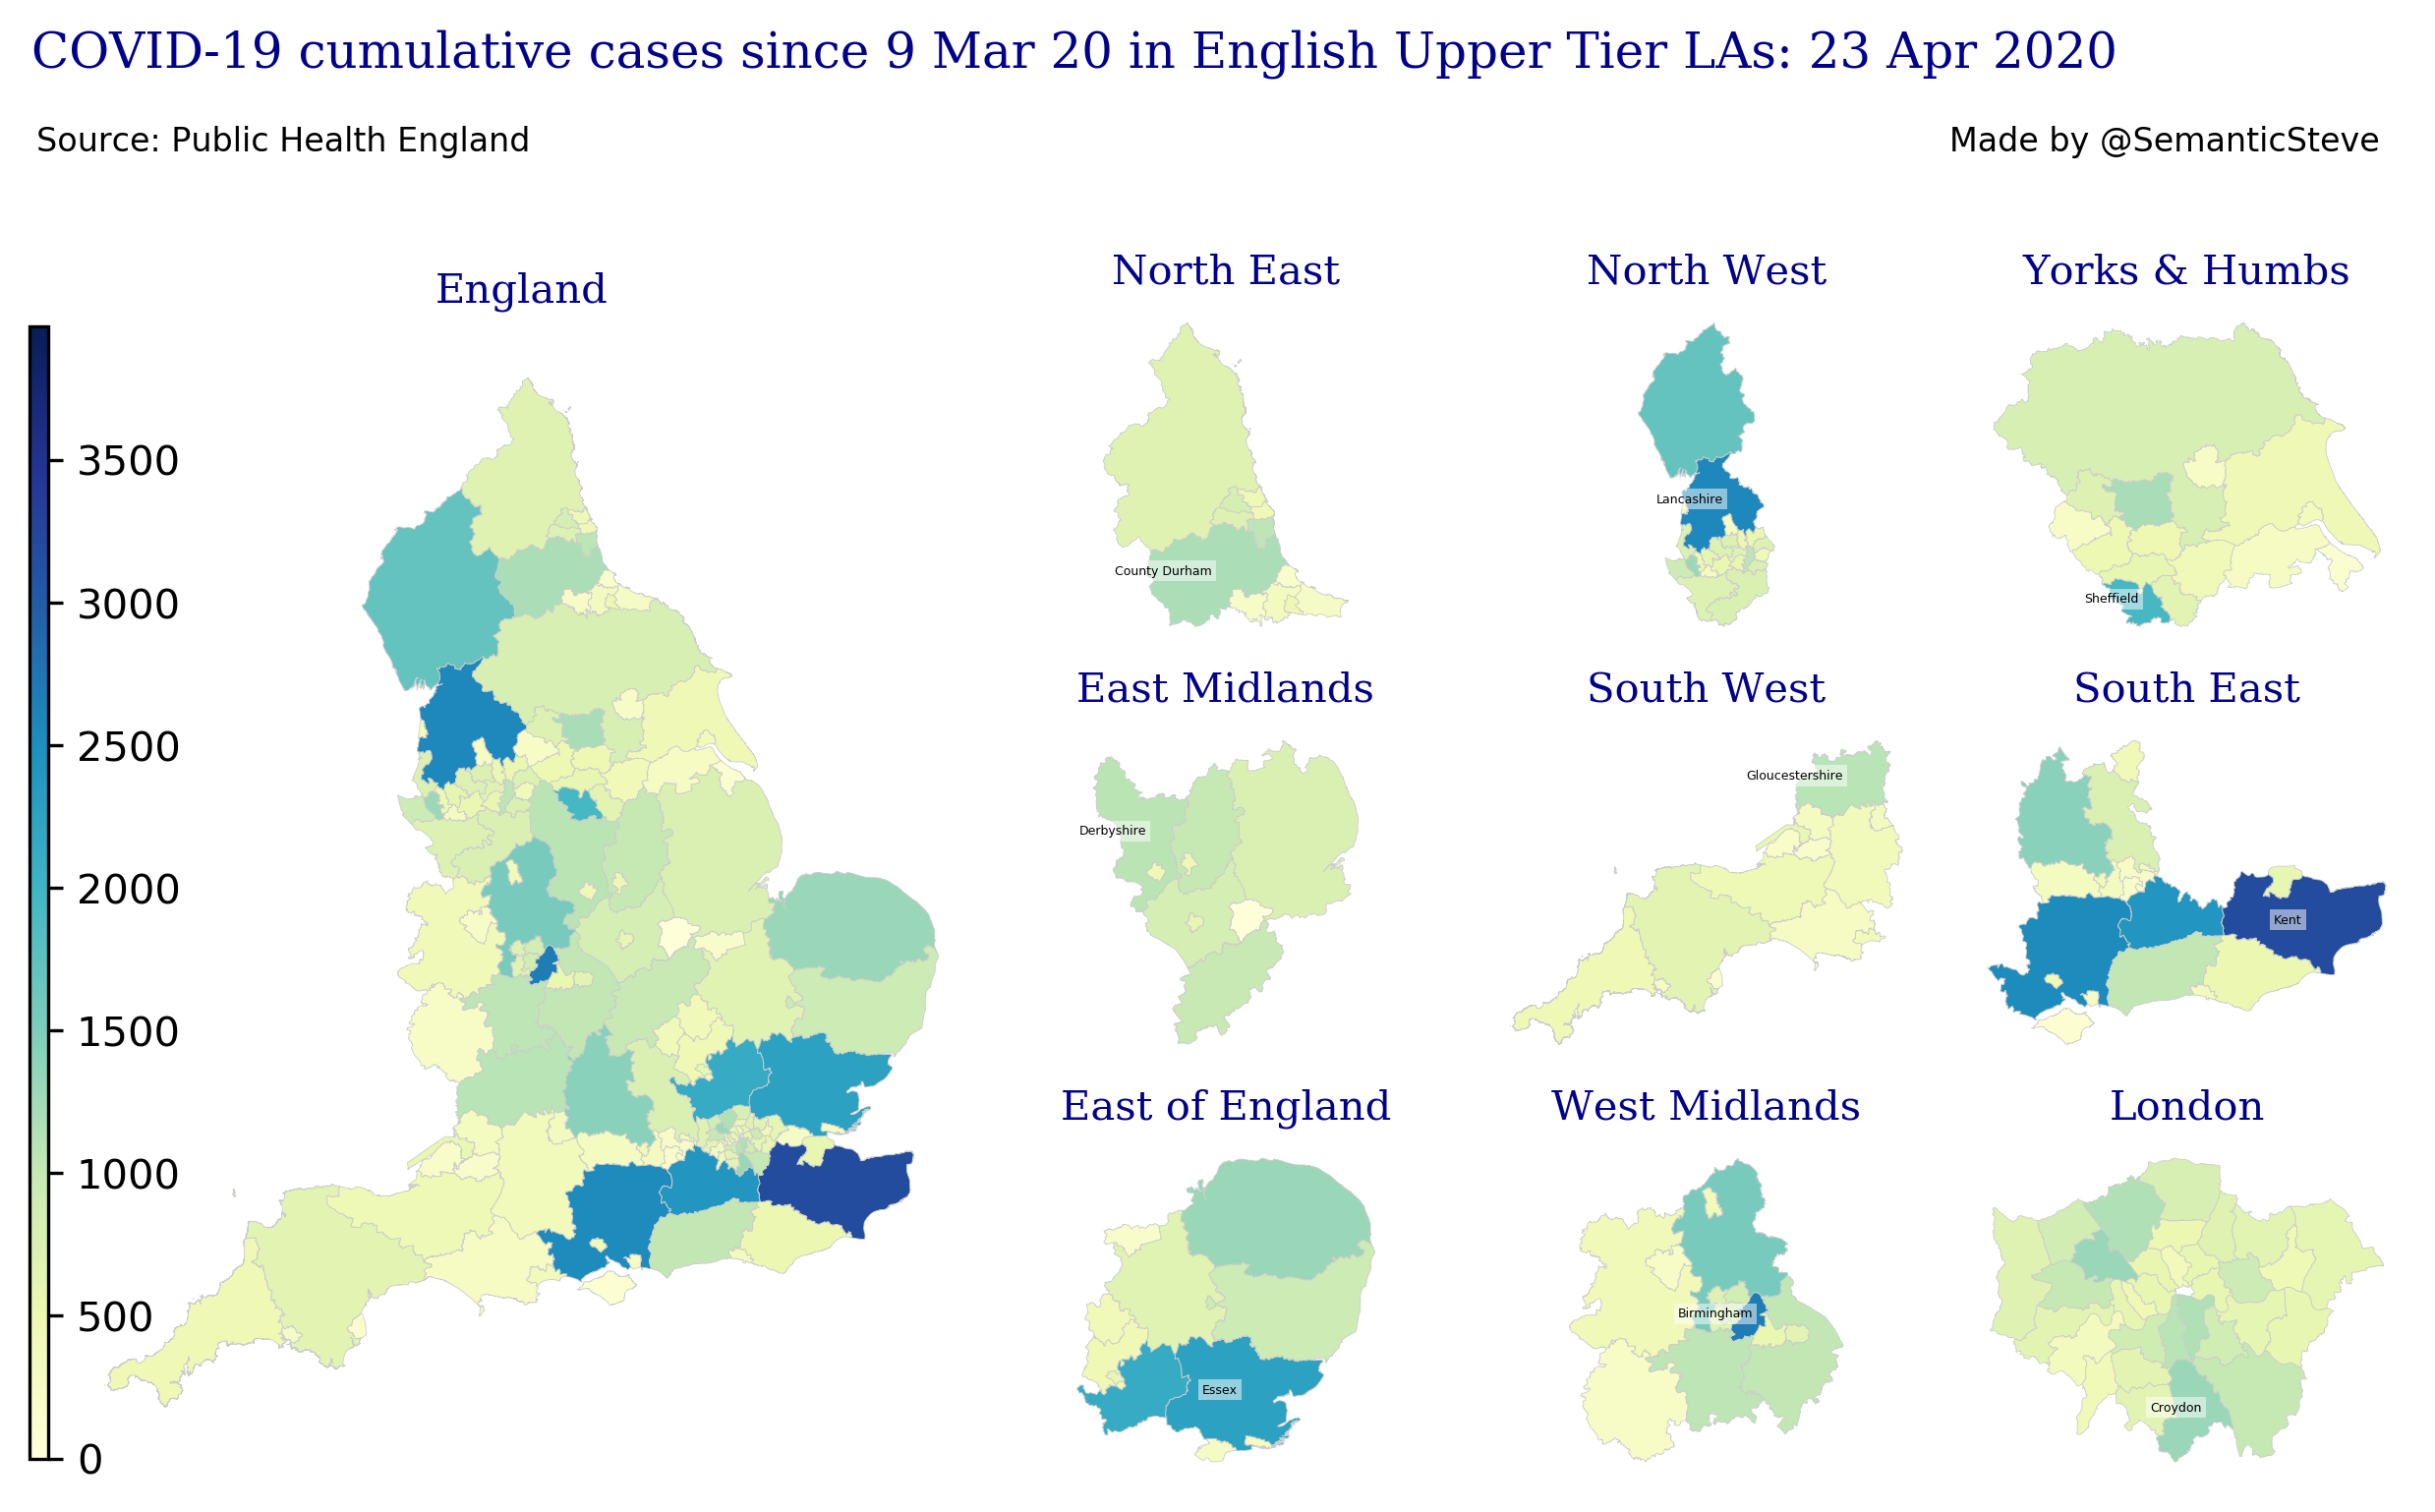 COVID-19 cumulative cases since 9 Mar 20 in English Upper Tier LAs: 23 Apr 2020
Source: Public Health England
Made by @SemanticSteve
England
3500
3000
2500
2000
1500
1000
500
0
North East
County Durham
North West
Lancashire
Yorks & Humbs
Sheffield
East Midlands
Derbyshire
South West
Gloucestershire
South East
Kent
East of England
Essex
West Midlands
Birmingham
London
Croydon